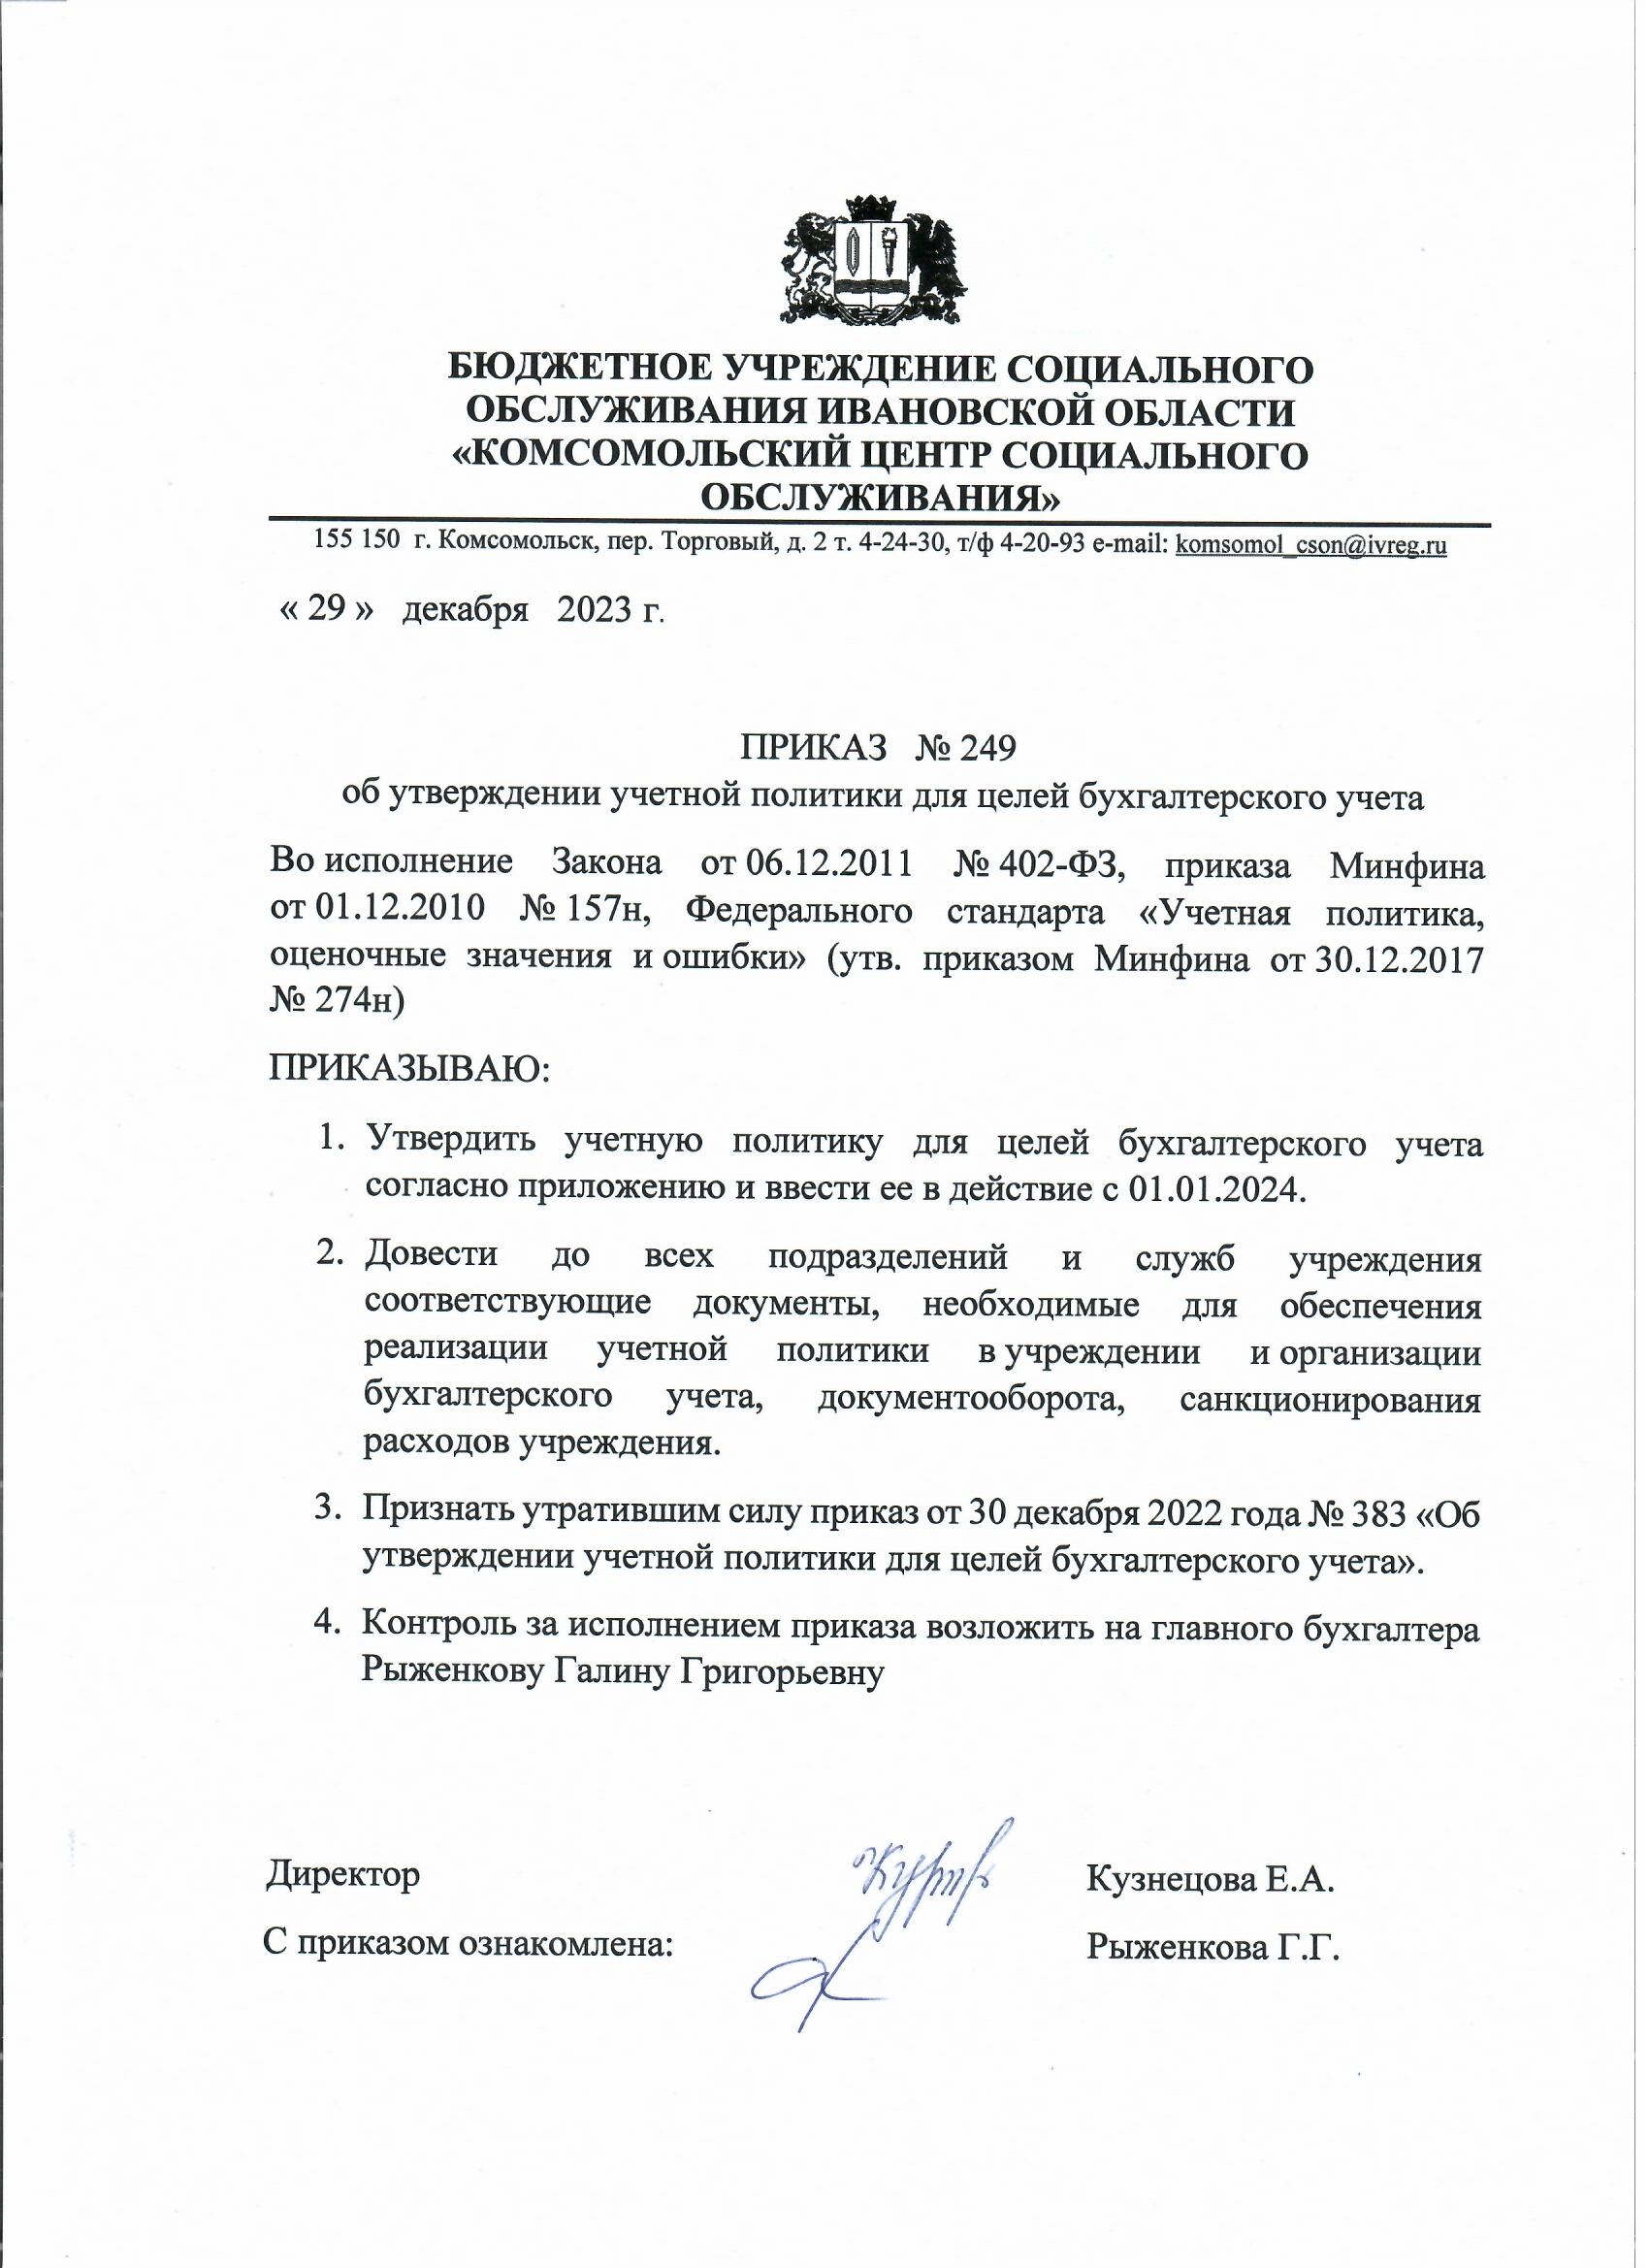 БЮДЖЕТНОЕ УЧРЕЖДЕНИЕ СОЦИАЛЬНОГО
ОБСЛУЖИВАНИЯ ИВАНОВСКОЙ ОБЛАСТИ
«КОМСОМОЛЬСКИЙ ЦЕНТР СОЦИАЛЬНОГО
ОБСЛУЖИВАНИЯ»
155 150 г. Комсомольск, пер. Торговый, д. 2 т. 4-24-30, т/ф 4-20-93 e-mail: komsomol_cson@ivreg.ru
« 29 » декабря 2023 г.
ПРИКАЗ № 249
об утверждении учетной политики для целей бухгалтерского учета
Во исполнение Закона от 06.12.2011 № 402-ФЗ, приказа Минфина
от 01.12.2010 № 157н, Федерального стандарта «Учетная политика,
оценочные значения и ошибки» (утв. приказом Минфина от 30.12.2017
№ 274н)
ПРИКАЗЫВАЮ:
1. Утвердить учетную политику для целей бухгалтерского учета
согласно приложению и ввести ее в действие с 01.01.2024.
2. Довести до всех подразделений и служб учреждения
соответствующие документы, необходимые для обеспечения
реализации учетной политики в учреждении и организации
бухгалтерского учета, документооборота, санкционирования
расходов учреждения.
3. Признать утратившим силу приказ от 30 декабря 2022 года № 383 «Об
утверждении учетной политики для целей бухгалтерского учета».
4. Контроль за исполнением приказа возложить на главного бухгалтера
Рыженкову Галину Григорьевну
Директор Кузнецова Е.А.
С приказом ознакомлена: Рыженкова Г.Г.